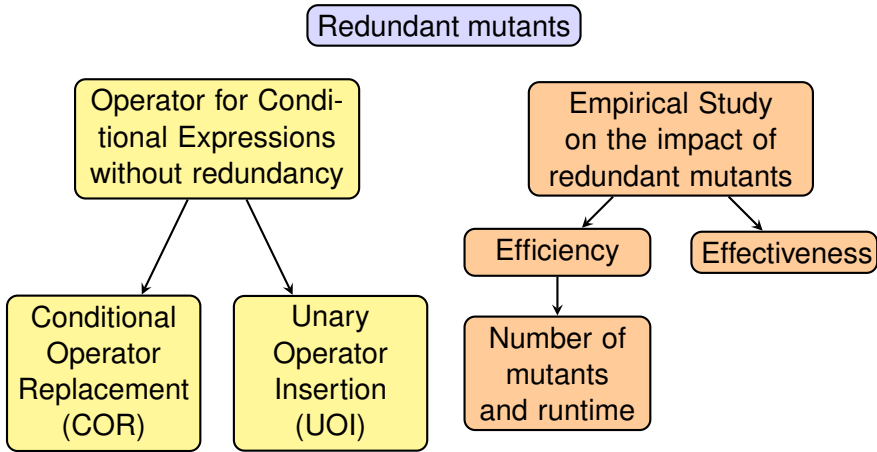 Redundant mutants
Operator for Condi-
tional Expressions
without redundancy
Empirical Study
on the impact of
redundant mutants
Efficiency
Effectiveness
Conditional
Operator
Replacement
(COR)
Unary
Operator
Insertion
(UOI)
Number of
mutants
and runtime